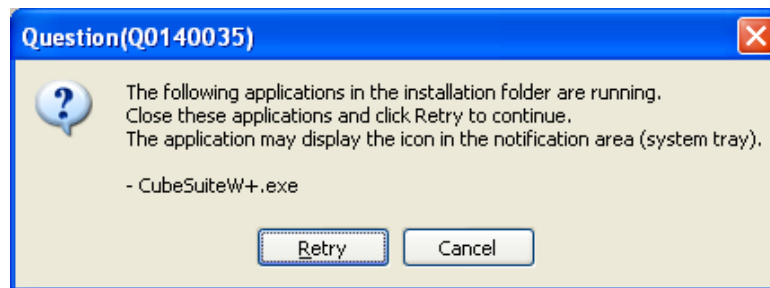 Question(Q0140035)
The following applications in the installation folder are running.
Close these applications and click Retry to continue.
The application may display the icon in the notification area (system tray).
- CubeSuiteW+.exe
Retry Cancel